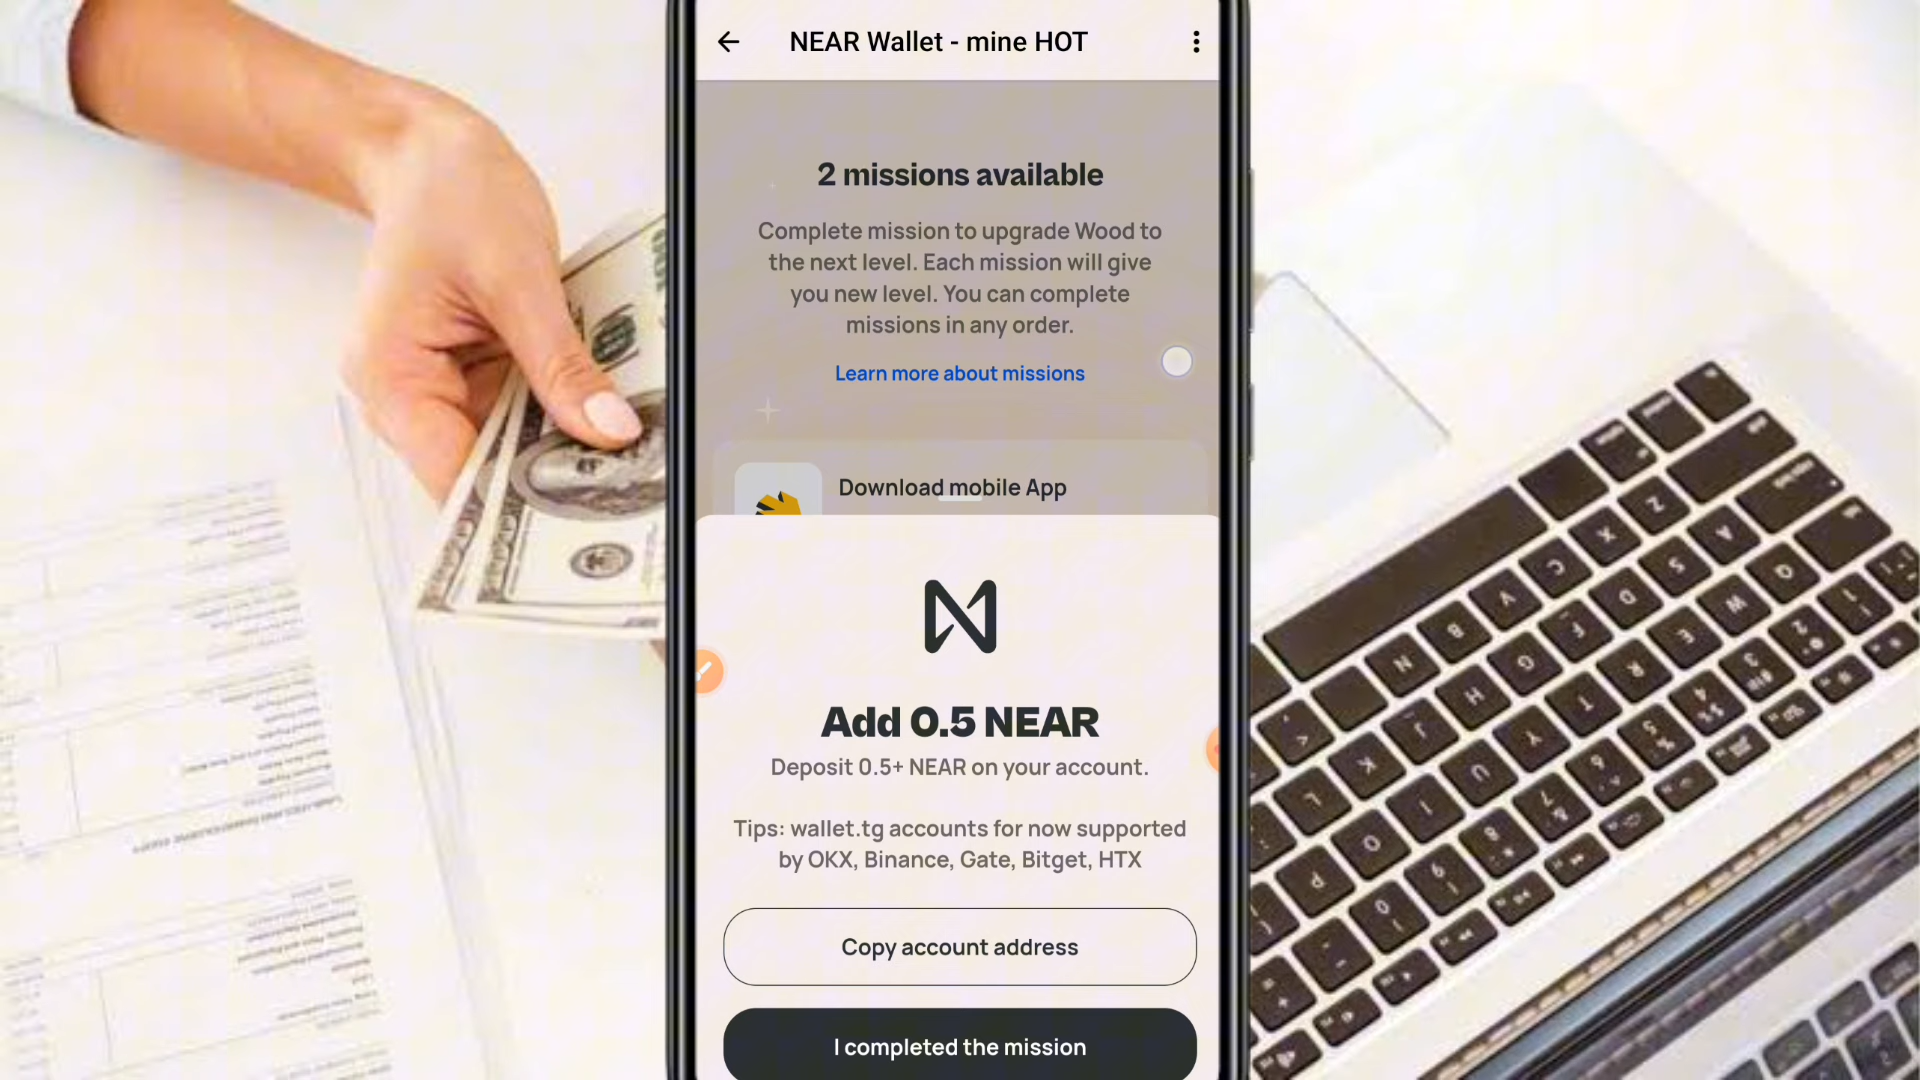 NEAR Wallet - mine HOT
2 missions available
Complete mission to upgrade Wood to
the next level. Each mission will give
you new level. You can complete
missions in any order.
Learn more about missions
Download mobile App
Add 0.5 NEAR
Deposit 0.5+ NEAR on your account.
Tips: wallet.tg accounts for now supported
by OKX, Binance, Gate, Bitget, HTX
Copy account address
I completed the mission